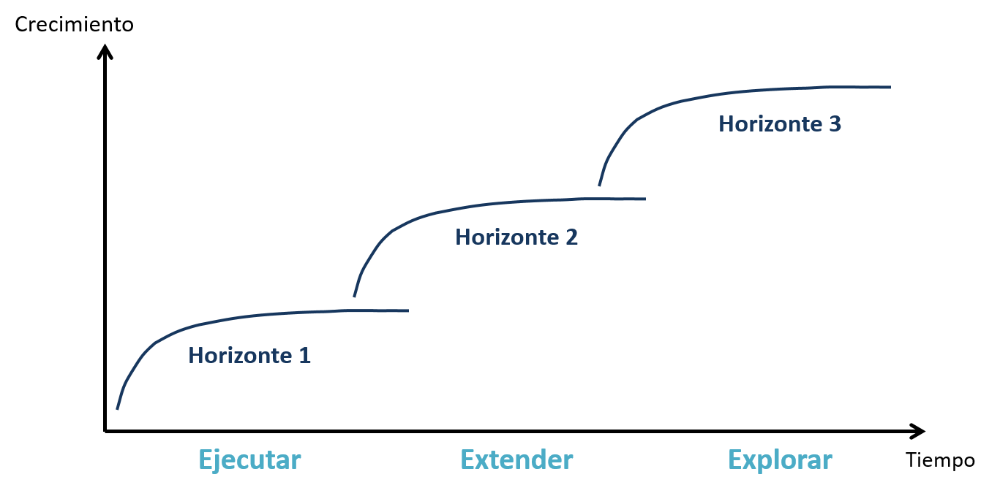 Crecimiento
Horizonte 3
Horizonte 2
Horizonte 1
Ejecutar
Extender
Explorar
Tiempo